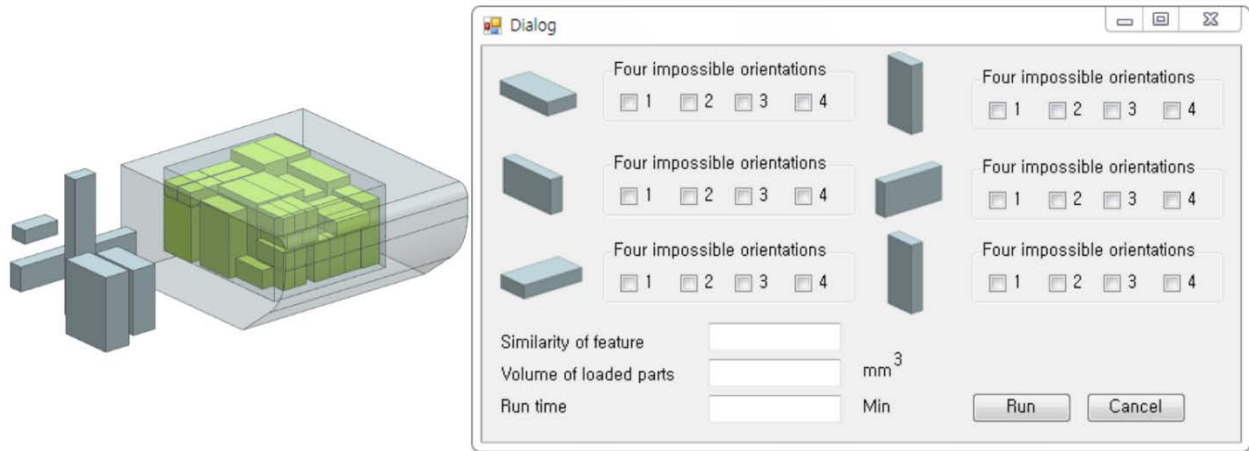 Dialog
Four impossible orientations
1 2 3 4
Four impossible orientations
1 2 3 4
Four impossible orientations
1 2 3 4
Four impossible orientations
1 2 3 4
Four impossible orientations
1 2 3 4
Four impossible orientations
1 2 3 4
Similarity of feature
Volume of loaded parts mm³
Run time Min
Run Cancel